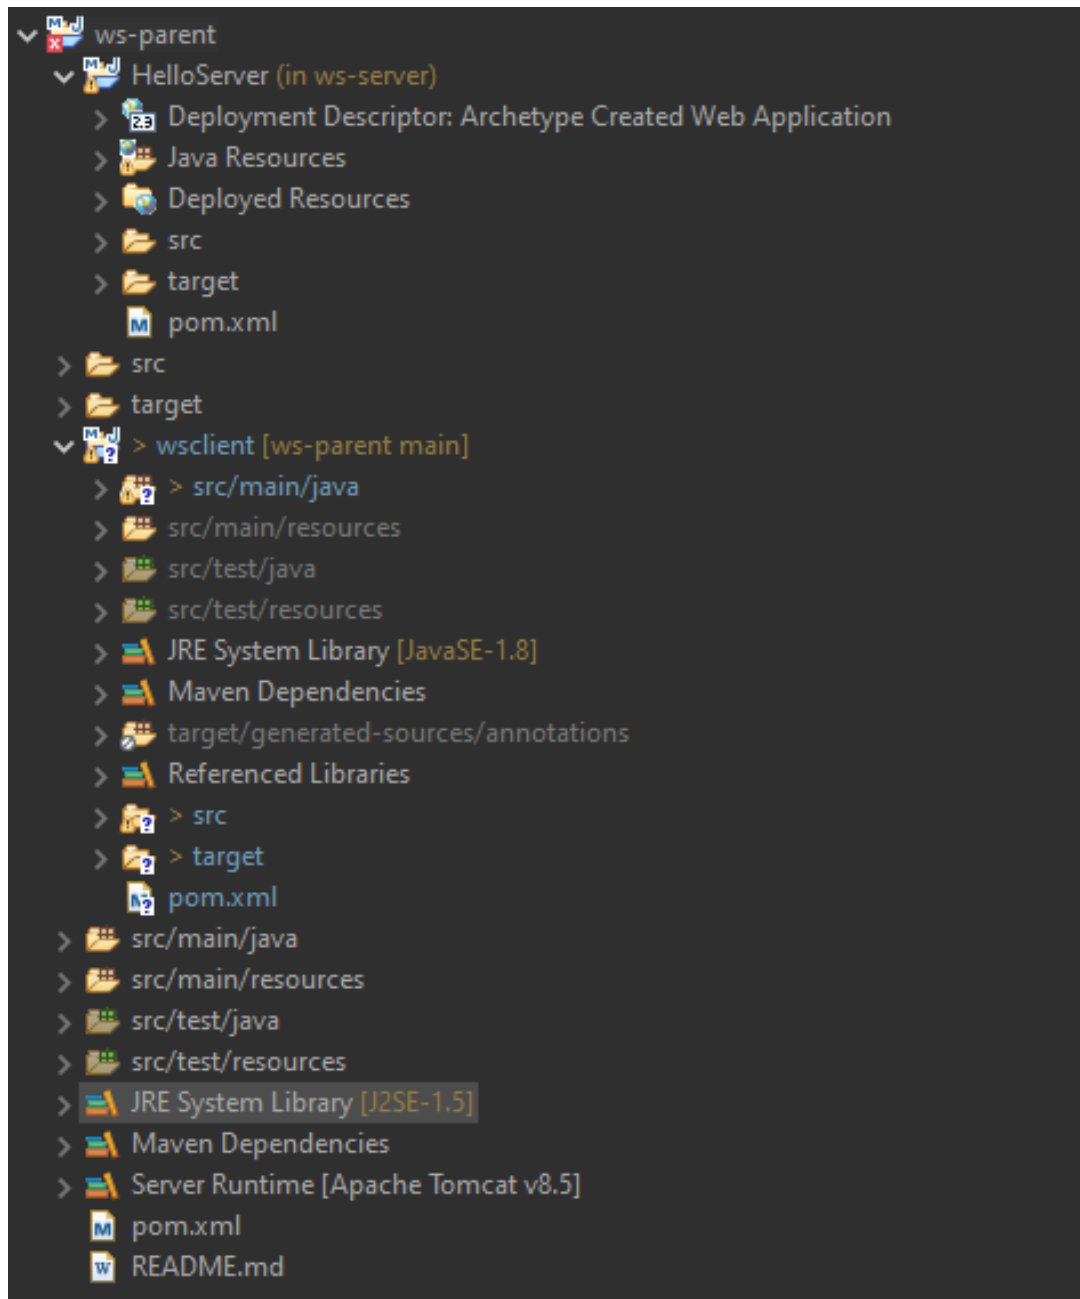 ws-parent
HelloServer (in ws-server)
Deployment Descriptor: Archetype Created Web Application
Java Resources
Deployed Resources
src
target
pom.xml
src
target
> wsclient [ws-parent main]
> src/main/java
src/main/resources
src/test/java
src/test/resources
JRE System Library [JavaSE-1.8]
Maven Dependencies
target/generated-sources/annotations
Referenced Libraries
> src
> target
pom.xml
src/main/java
src/main/resources
src/test/java
src/test/resources
JRE System Library [J2SE-1.5]
Maven Dependencies
Server Runtime [Apache Tomcat v8.5]
pom.xml
README.md